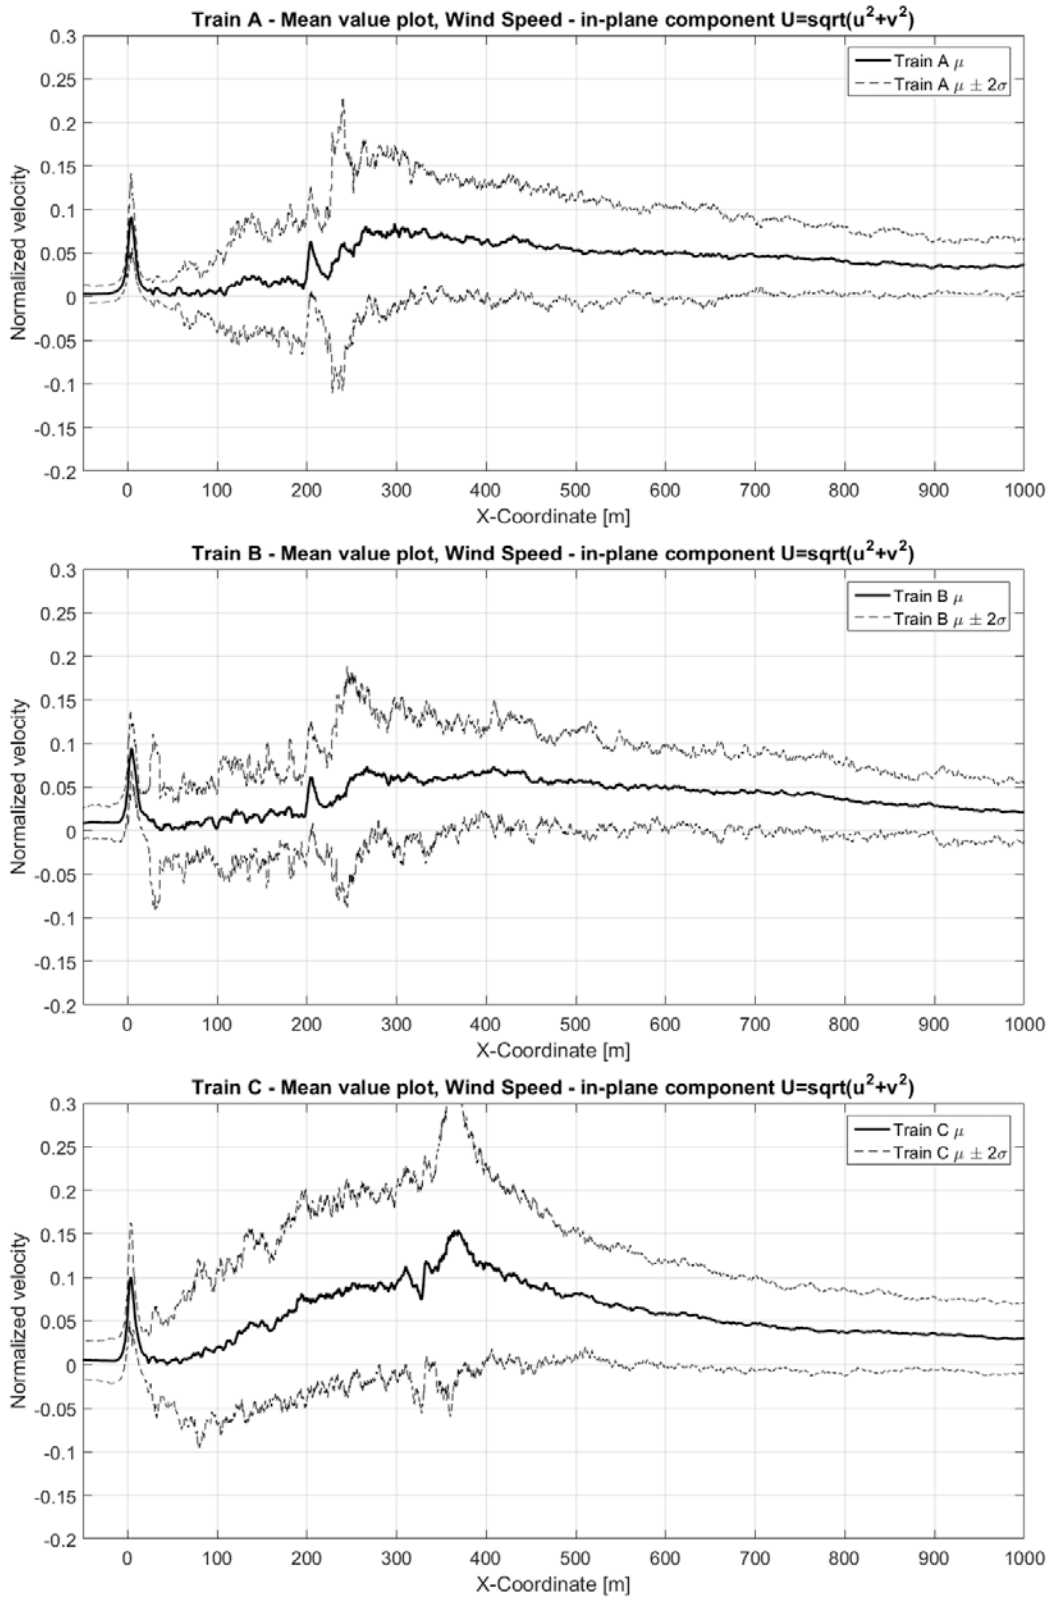 Train A - Mean value plot, Wind Speed - in-plane component U=sqrt(u²+v²)
0.3
0.25
0.2
0.15
0.1
0.05
0
-0.05
-0.1
-0.15
-0.2
Normalized velocity
Train A μ
Train A μ ± 2σ
0 100 200 300 400 500 600 700 800 900 1000
X-Coordinate [m]
Train B - Mean value plot, Wind Speed - in-plane component U=sqrt(u²+v²)
0.3
0.25
0.2
0.15
0.1
0.05
0
-0.05
-0.1
-0.15
-0.2
Normalized velocity
Train B μ
Train B μ ± 2σ
0 100 200 300 400 500 600 700 800 900 1000
X-Coordinate [m]
Train C - Mean value plot, Wind Speed - in-plane component U=sqrt(u²+v²)
0.3
0.25
0.2
0.15
0.1
0.05
0
-0.05
-0.1
-0.15
-0.2
Normalized velocity
Train C μ
Train C μ ± 2σ
0 100 200 300 400 500 600 700 800 900 1000
X-Coordinate [m]